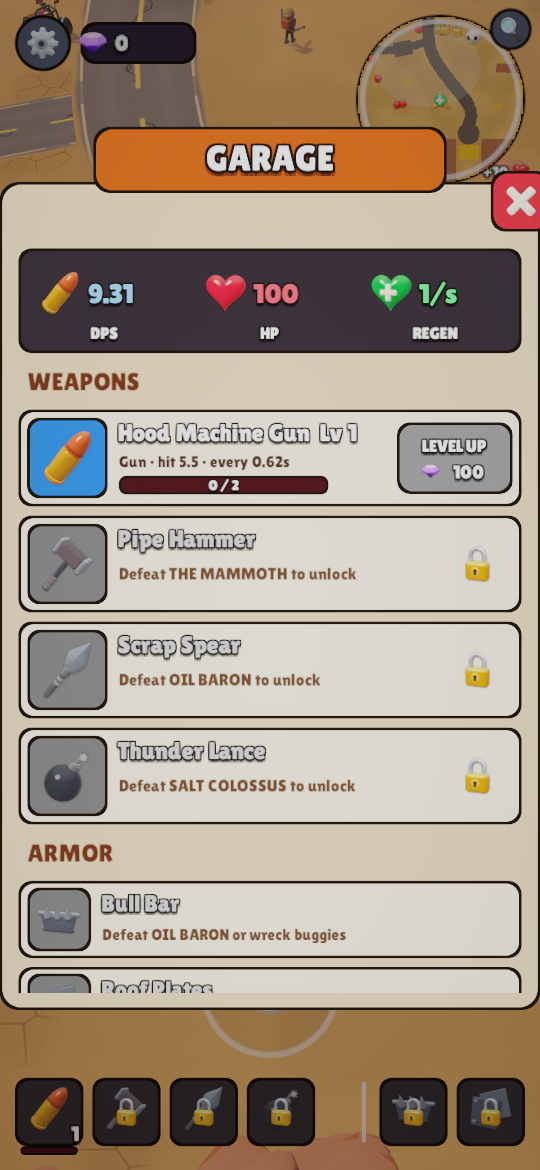 0
GARAGE
9.31
100
1/s
DPS
HP
REGEN
WEAPONS
Hood Machine Gun Lv 1
Gun · hit 5.5 · every 0.62s
0 / 2
LEVEL UP
100
Pipe Hammer
Defeat THE MAMMOTH to unlock
Scrap Spear
Defeat OIL BARON to unlock
Thunder Lance
Defeat SALT COLOSSUS to unlock
ARMOR
Bull Bar
Defeat OIL BARON or wreck buggies
Roof Plates
1